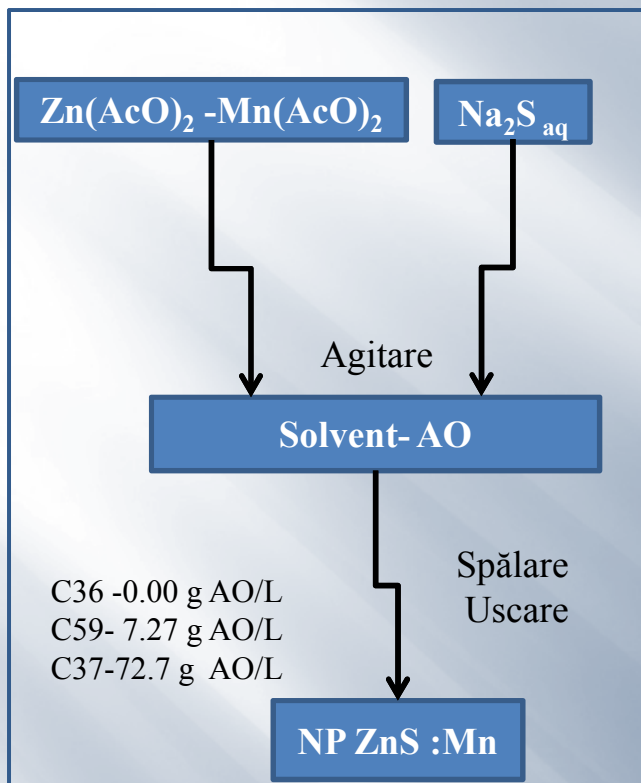 Zn(AcO)₂ -Mn(AcO)₂
Na₂S aq
Agitare
Solvent- AO
Spălare
Uscare
C36 -0.00 g AO/L
C59- 7.27 g AO/L
C37-72.7 g AO/L
NP ZnS :Mn